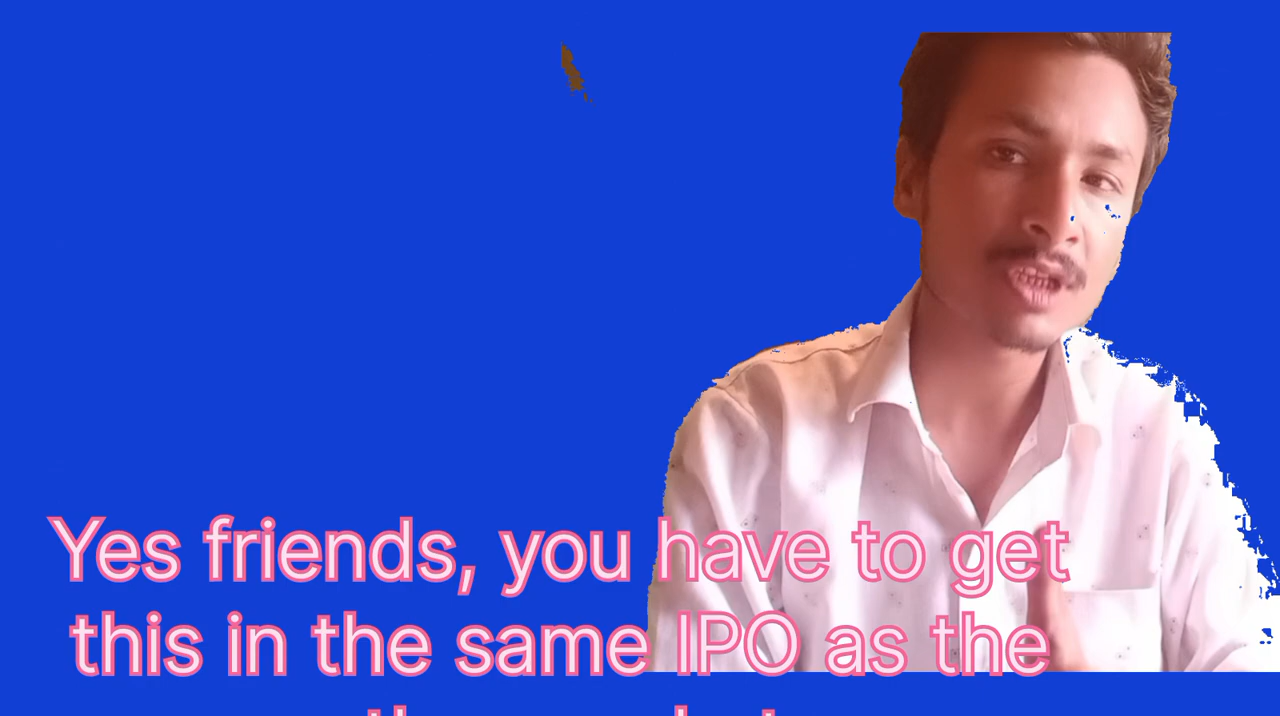 Yes friends, you have to get
this in the same IPO as the